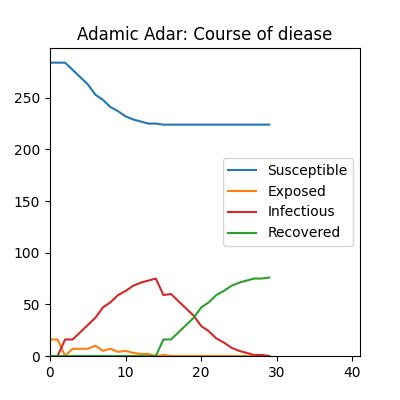 Adamic Adar: Course of diease
250
200
150
100
50
0
Susceptible
Exposed
Infectious
Recovered
0 10 20 30 40